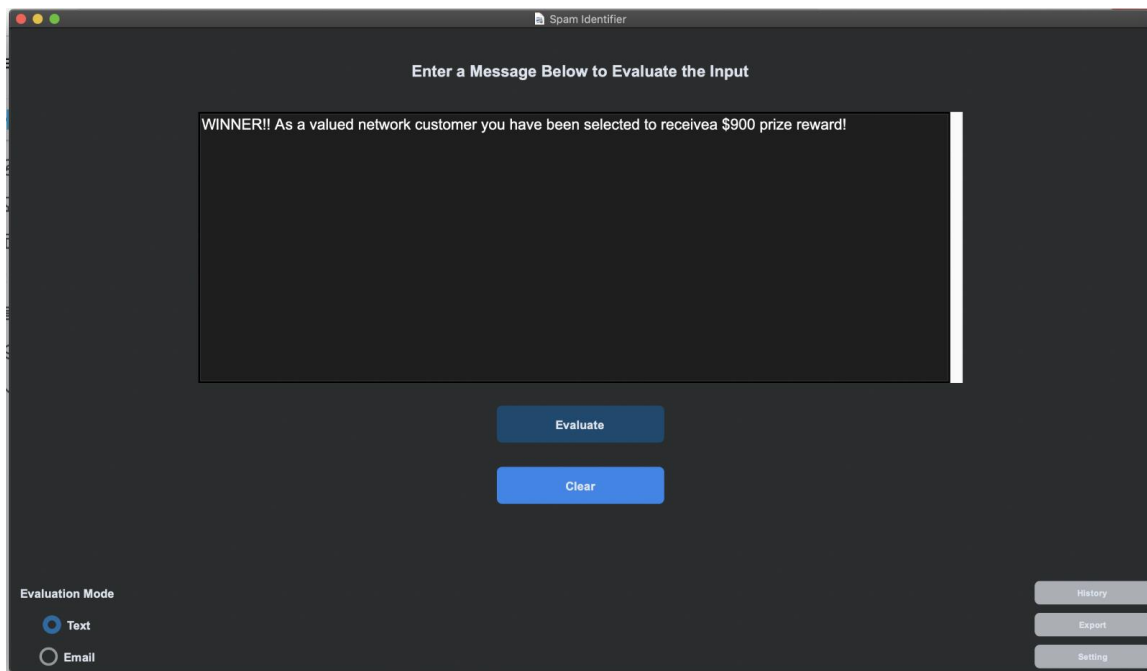 Spam Identifier
Enter a Message Below to Evaluate the Input
WINNER!! As a valued network customer you have been selected to receivea $900 prize reward!
Evaluate
Clear
Evaluation Mode
Text
Email
History
Export
Setting